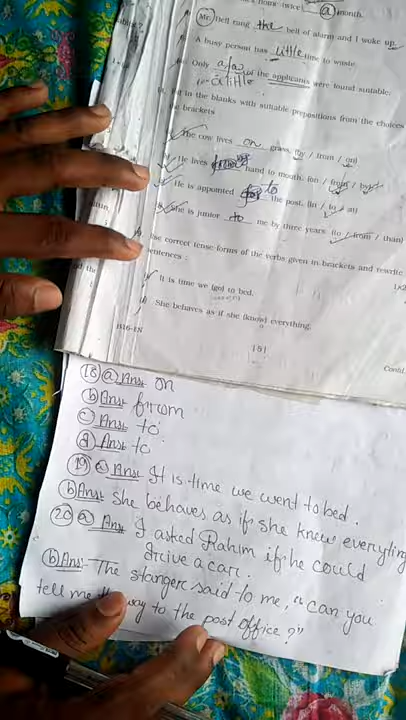 twice (a) month.
(Mr.) Bell rang the bell of alarm and I woke up.
A busy person has little time to waste.
Only a few of the applicants were found suitable.
a little
in the blanks with suitable prepositions from the choices
brackets
The cow lives on grass. (by / from / on)
He lives hand to mouth. (on / from /
He is appointed to the post. (in / to / on)
She is junior to me by three years. (to / from / than)
the correct tense forms of the verbs given in brackets and rewrite
sentences :
It is time we (go) to bed.
She behaves as if she (know) everything.
1S16-EN
[ 8 ]
Contd.
(18) (a) Ans: on
(b) Ans from
(c) Ans: to
(d) Ans: to
(19) (a) Ans: It is time we went to bed.
(b) Ans: She behaves as if she knew everything
(20) (a) Ans I asked Rahim if he could
drive a car.
(b) Ans:- The stangere said to me, "can you
tell me the way to the post office?"